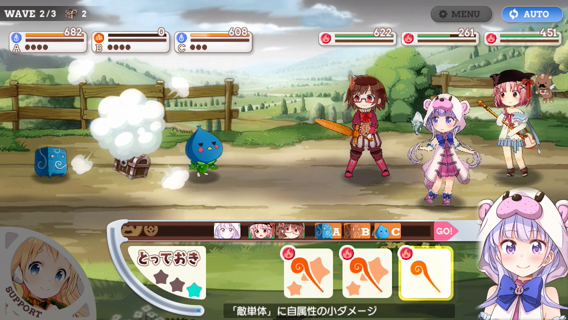 WAVE 2/3 2
MENU
AUTO
682
0
608
622
261
451
A
B
C
A B C GO!
とっておき
SUPPORT
「敵単体」に自属性の小ダメージ